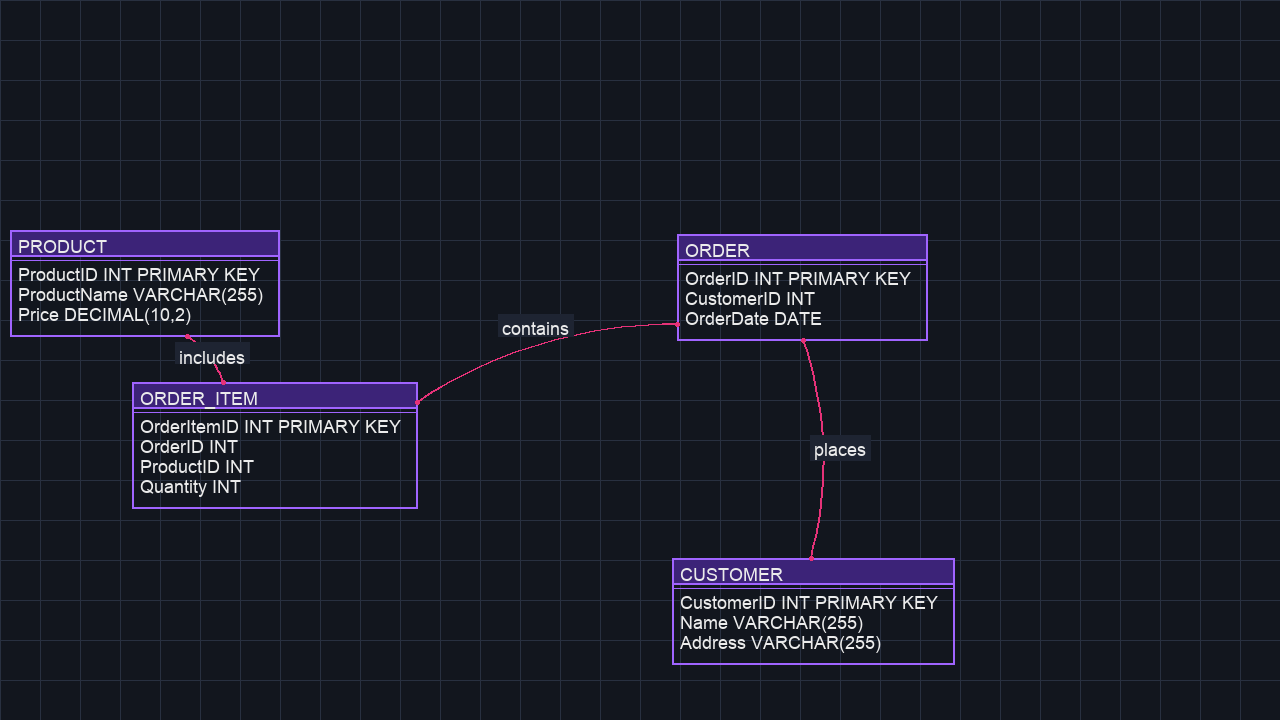 PRODUCT
ProductID INT PRIMARY KEY
ProductName VARCHAR(255)
Price DECIMAL(10,2)
includes
ORDER_ITEM
OrderItemID INT PRIMARY KEY
OrderID INT
ProductID INT
Quantity INT
contains
ORDER
OrderID INT PRIMARY KEY
CustomerID INT
OrderDate DATE
places
CUSTOMER
CustomerID INT PRIMARY KEY
Name VARCHAR(255)
Address VARCHAR(255)